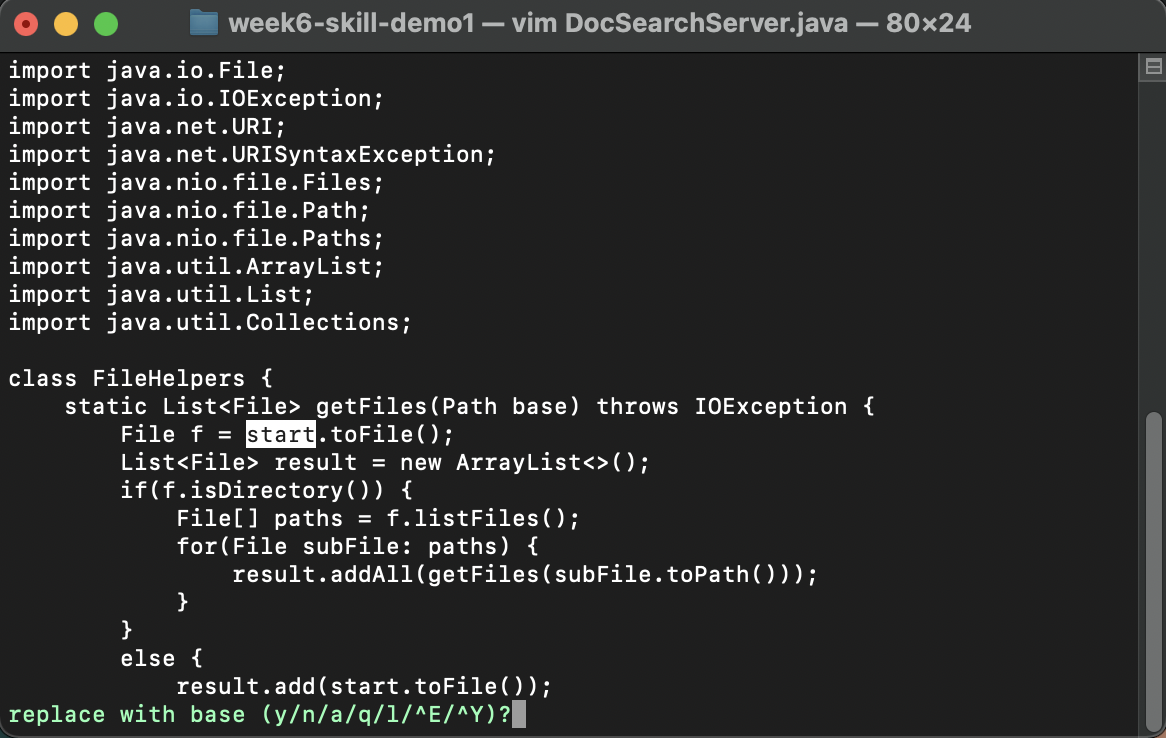 week6-skill-demo1 — vim DocSearchServer.java — 80×24
import java.io.File;
import java.io.IOException;
import java.net.URI;
import java.net.URISyntaxException;
import java.nio.file.Files;
import java.nio.file.Path;
import java.nio.file.Paths;
import java.util.ArrayList;
import java.util.List;
import java.util.Collections;

class FileHelpers {
    static List<File> getFiles(Path base) throws IOException {
        File f = start.toFile();
        List<File> result = new ArrayList<>();
        if(f.isDirectory()) {
            File[] paths = f.listFiles();
            for(File subFile: paths) {
                result.addAll(getFiles(subFile.toPath()));
            }
        }
        else {
            result.add(start.toFile());
replace with base (y/n/a/q/l/^E/^Y)?